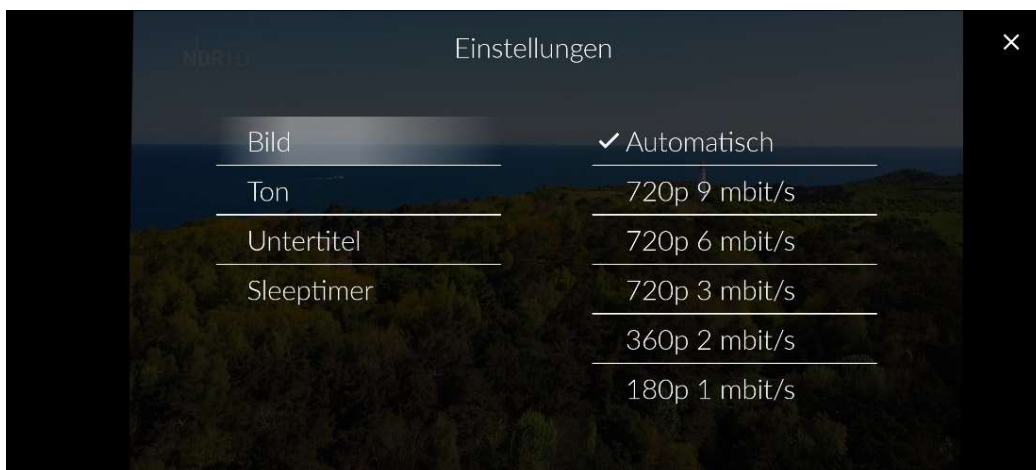 NDR
Einstellungen
Bild
Ton
Untertitel
Sleeptimer
Automatisch
720p 9 mbit/s
720p 6 mbit/s
720p 3 mbit/s
360p 2 mbit/s
180p 1 mbit/s